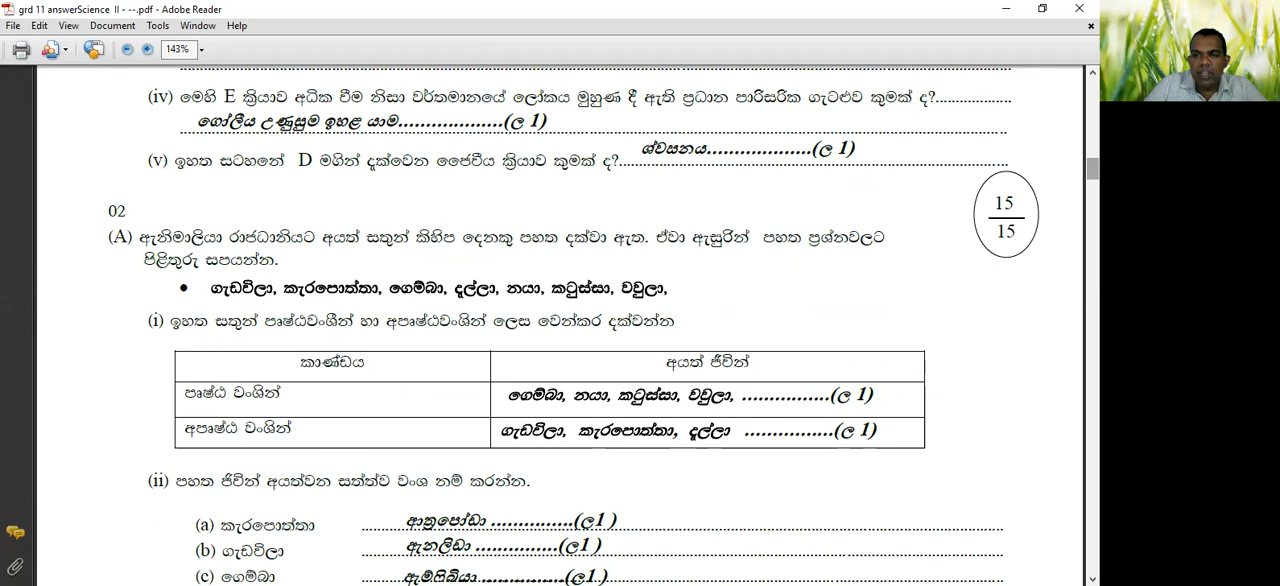 grd 11 answerScience II - --.pdf - Adobe Reader
File Edit View Document Tools Window Help
143%
(iv) මෙහි E ක්‍රියාව අධික වීම නිසා වර්තමානයේ ලෝකය මුහුණ දී ඇති ප්‍රධාන පාරිසරික ගැටළුව කුමක් ද?...................
ගෝලීය උණුසුම ඉහළ යාම...................(ල 1)
(v) ඉහත සටහනේ D මගින් දැක්වෙන ජෛවීය ක්‍රියාව කුමක් ද?...................
ශ්වසනය...................(ල 1)
15
15
02
(A) ඇනිමාලියා රාජධානියට අයත් සතුන් කිහිප දෙනකු පහත දක්වා ඇත. ඒවා ඇසුරින් පහත ප්‍රශ්නවලට
පිළිතුරු සපයන්න.
• ගැඩවිලා, කැරපොත්තා, ගෙම්බා, දැල්ලා, නයා, කටුස්සා, වවුලා,
(i) ඉහත සතුන් පෘෂ්ඨවංශීන් හා අපෘෂ්ඨවංශීන් ලෙස වෙන්කර දක්වන්න
කාණ්ඩය අයත් ජීවීන්
පෘෂ්ඨ වංශීන් ගෙම්බා, නයා, කටුස්සා, වවුලා, ................(ල 1)
අපෘෂ්ඨ වංශීන් ගැඩවිලා, කැරපොත්තා, දැල්ලා ................(ල 1)
(ii) පහත ජීවීන් අයත්වන සත්ත්ව වංශ නම් කරන්න.
(a) කැරපොත්තා ආත්‍රපෝඩා ...............(ල1 )
(b) ගැඩවිලා ඇනලිඩා ...............(ල1 )
(c) ගෙම්බා ඇම්ෆිබියා ...............(ල1 )